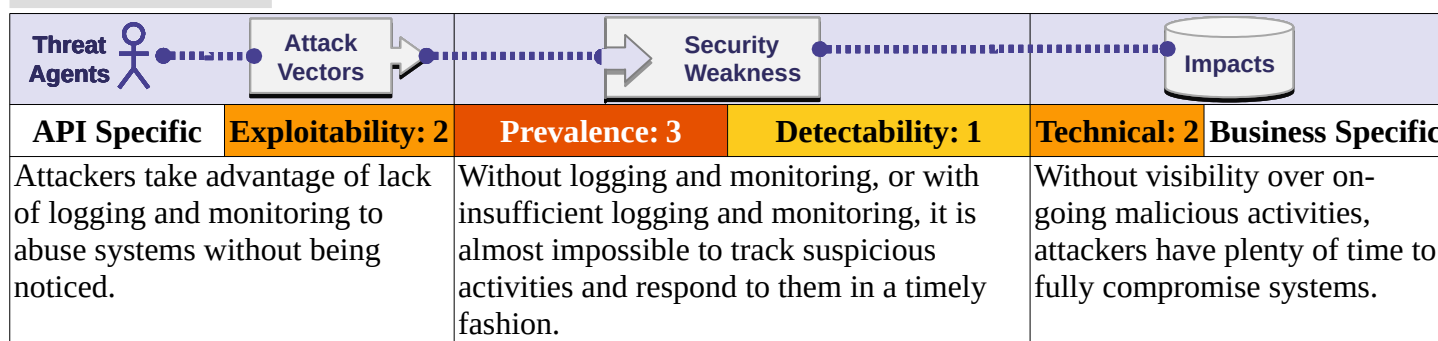 Threat Agents
Attack Vectors
Security Weakness
Impacts
API Specific
Exploitability: 2
Prevalence: 3
Detectability: 1
Technical: 2
Business Specific
Attackers take advantage of lack
of logging and monitoring to
abuse systems without being
noticed.
Without logging and monitoring, or with
insufficient logging and monitoring, it is
almost impossible to track suspicious
activities and respond to them in a timely
fashion.
Without visibility over on-
going malicious activities,
attackers have plenty of time to
fully compromise systems.